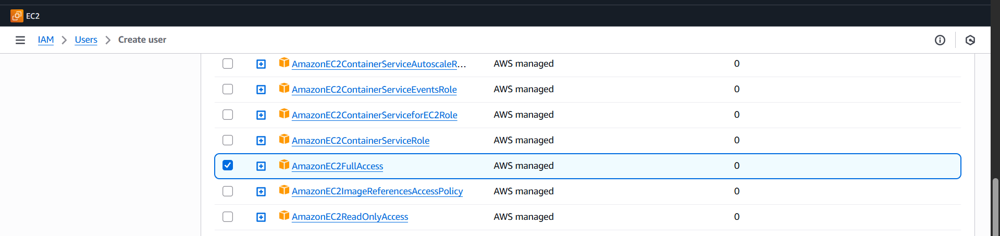 EC2
IAM > Users > Create user
AmazonEC2ContainerServiceAutoscaleR... AWS managed 0
AmazonEC2ContainerServiceEventsRole AWS managed 0
AmazonEC2ContainerServiceforEC2Role AWS managed 0
AmazonEC2ContainerServiceRole AWS managed 0
AmazonEC2FullAccess AWS managed 0
AmazonEC2ImageReferencesAccessPolicy AWS managed 0
AmazonEC2ReadOnlyAccess AWS managed 0